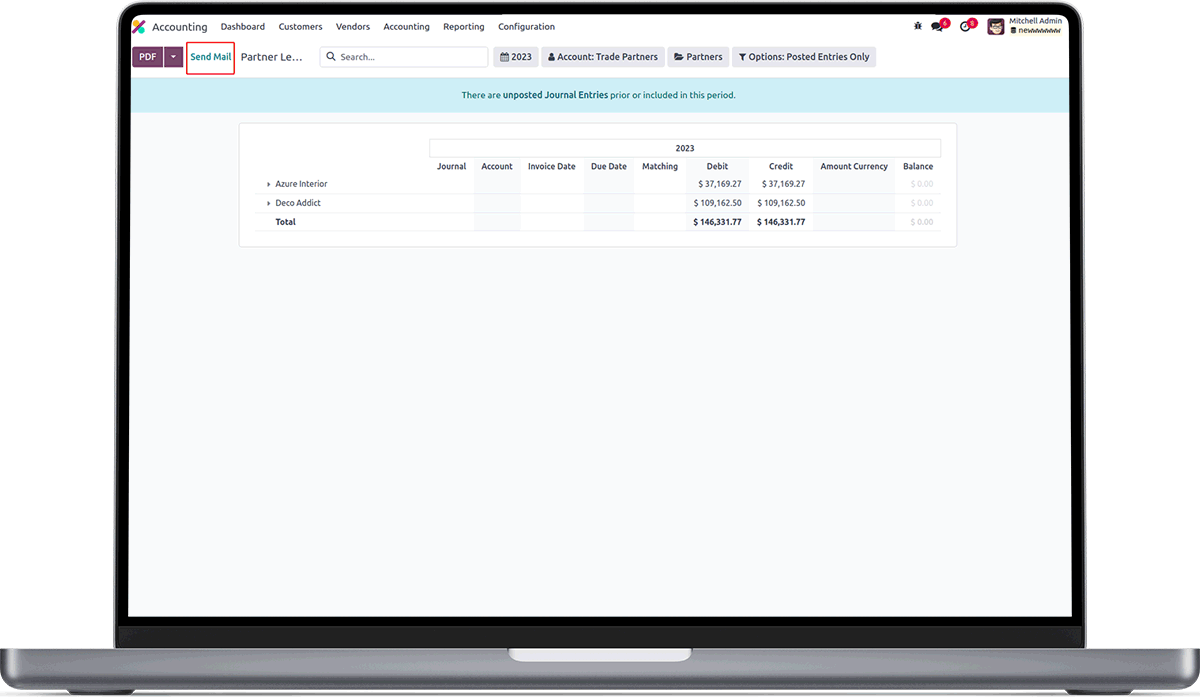 Accounting Dashboard Customers Vendors Accounting Reporting Configuration 6 8 Mitchell Admin
newwwwww
PDF Send Mail Partner Le... Search... 2023 Account: Trade Partners Partners Options: Posted Entries Only
There are unposted Journal Entries prior or included in this period.
2023
Journal Account Invoice Date Due Date Matching Debit Credit Amount Currency Balance
Azure Interior $ 37,169.27 $ 37,169.27 $ 0.00
Deco Addict $ 109,162.50 $ 109,162.50 $ 0.00
Total $ 146,331.77 $ 146,331.77 $ 0.00